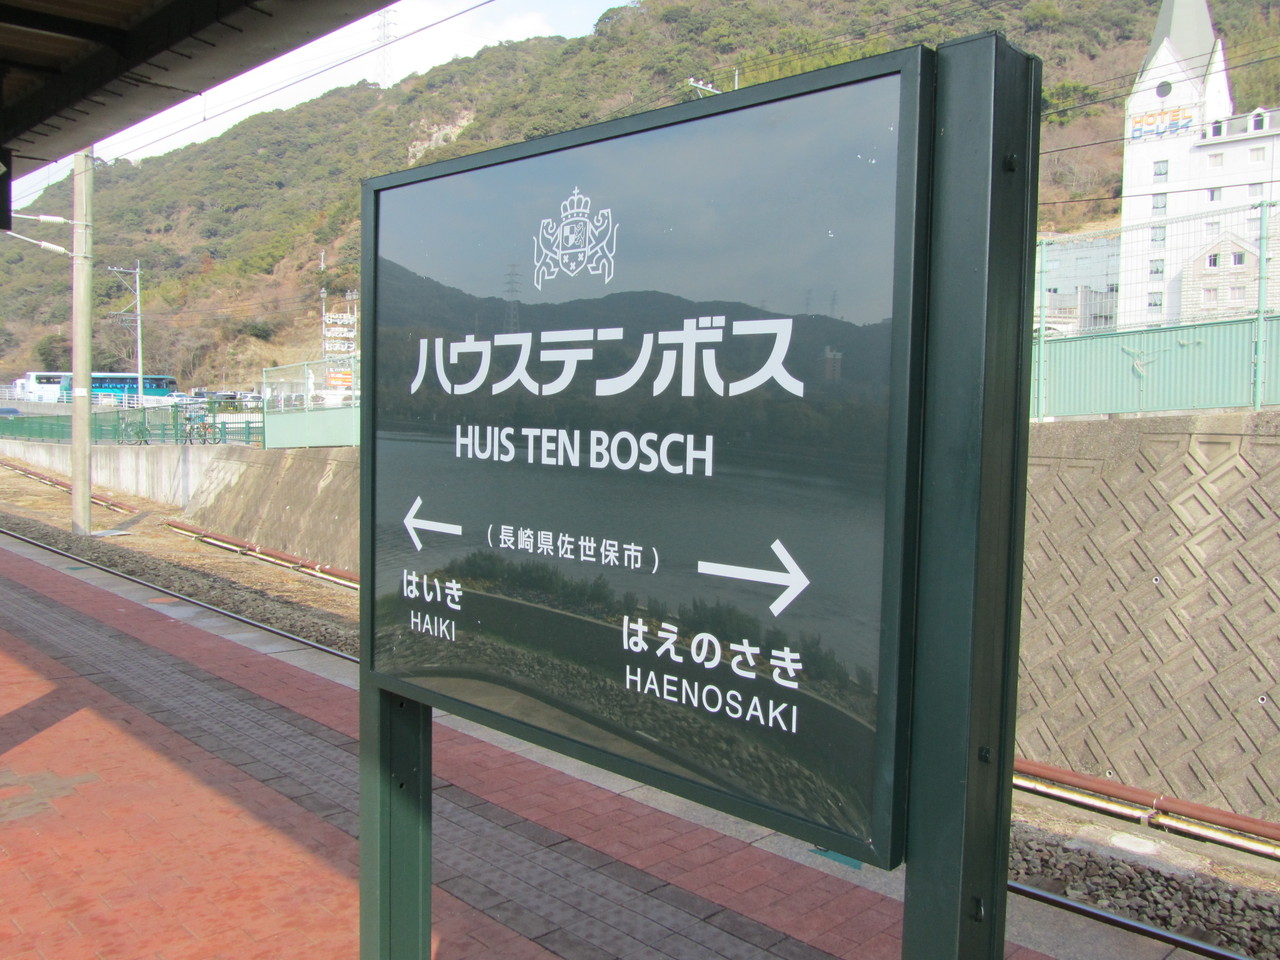 ハウステンボス
HUIS TEN BOSCH
(長崎県佐世保市)
はいき
HAIKI
はえのさき
HAENOSAKI
HOTEL
ローレライ